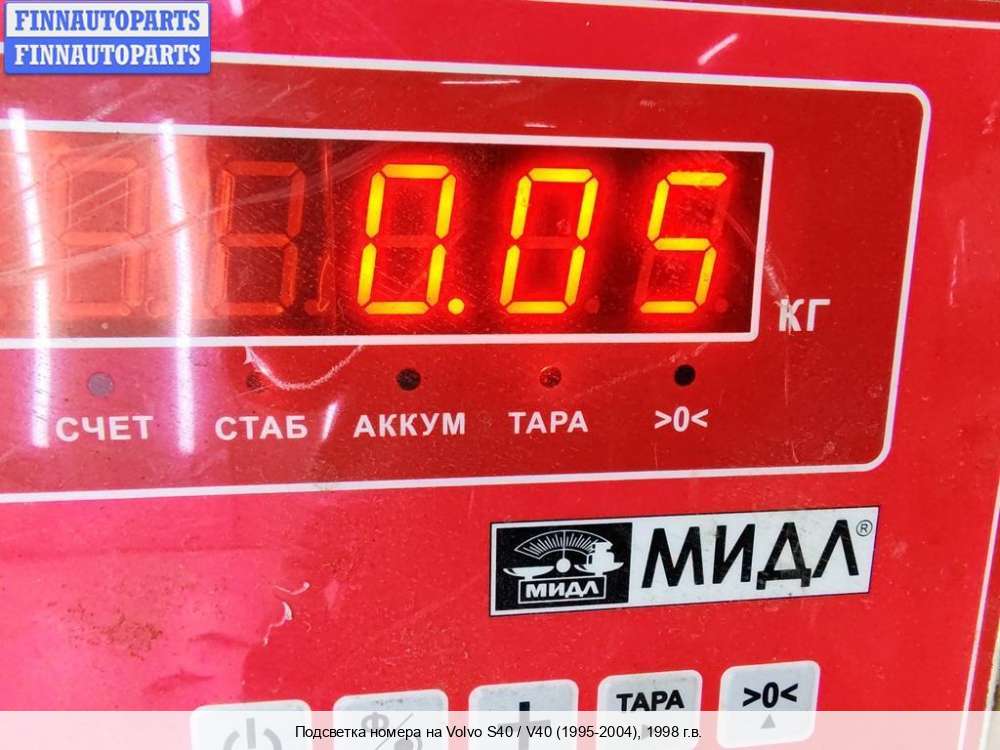 FINNAUTOPARTS
FINNAUTOPARTS
0.05
КГ
СЧЕТ СТАБ АККУМ ТАРА >0<
МИДЛ МИДЛ®
ТАРА >0<
Подсветка номера на Volvo S40 / V40 (1995-2004), 1998 г.в.